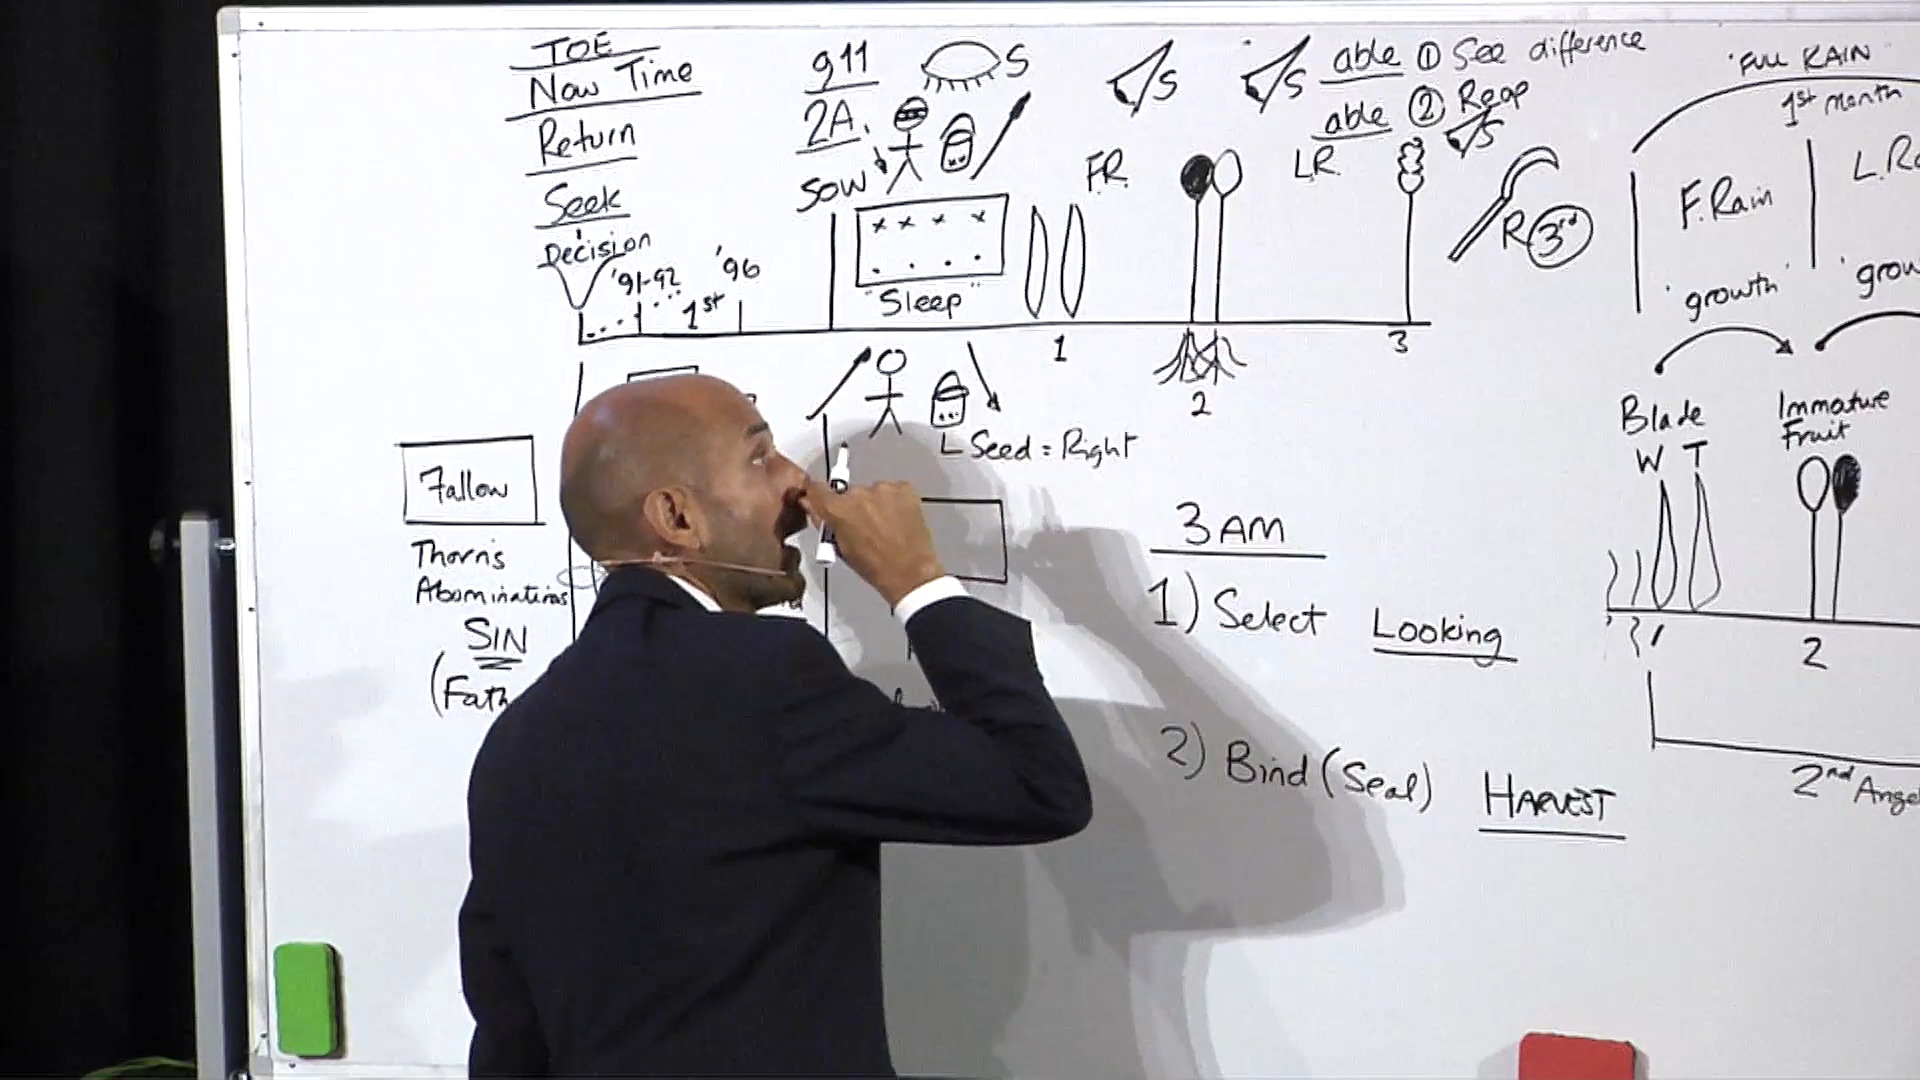 TOE
Now Time
Return
Seek
Decision
'91-92
'96
1st
911
2A.
SOW
S
"Sleep"
S
S
able ① See difference
able ② Reap
S
F.R.
L.R.
R 3rd
1
2
3
L Seed = Right
Fallow
Thorns
Abominations
SIN
(Fath
3 AM
1) Select Looking
2) Bind (Seal) HARVEST
"FULL RAIN
1st Month
F. Rain
L. Ra
"growth"
"grow
Blade
W T
Immature
Fruit
1
2
2nd Angel